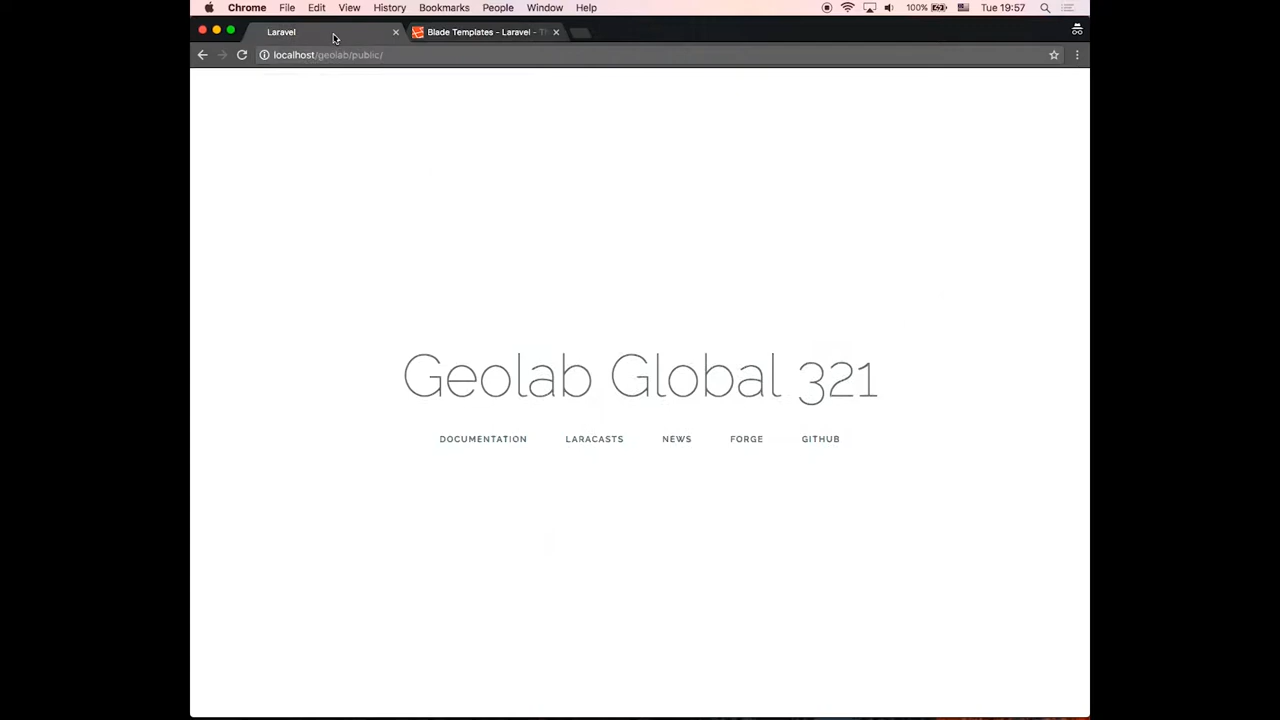 Chrome File Edit View History Bookmarks People Window Help 100% Tue 19:57
Laravel Blade Templates - Laravel - Th
localhost/geolab/public/
Geolab Global 321
DOCUMENTATION LARACASTS NEWS FORGE GITHUB